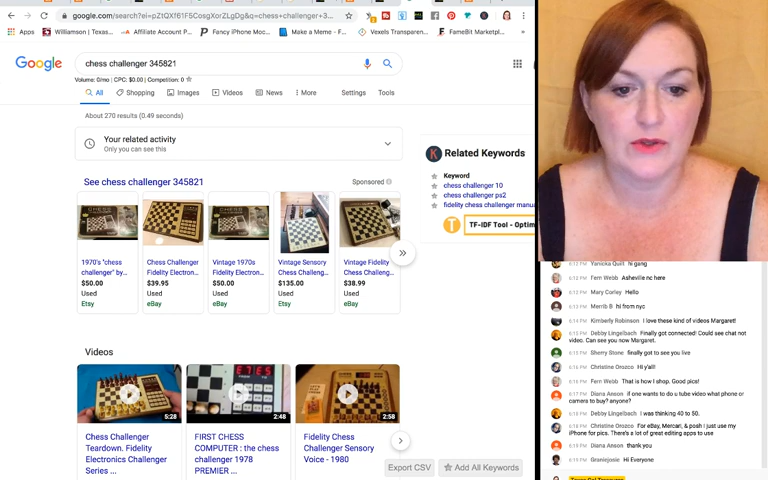 google.com/search?ei=pZtQXf61F5CosgXorZLgDg&q=chess+challenger+3...
Apps
Williamson | Texas...
Affiliate Account P...
Fancy iPhone Mcc...
Make a Meme - F...
Vexels Transparen...
FameBit Marketpl...
Google
chess challenger 345821
Volume: 0/mo | CPC: $0.00 | Competition: 0
All
Shopping
Images
Videos
News
More
Settings
Tools
About 270 results (0.49 seconds)
Your related activity
Only you can see this
See chess challenger 345821
Sponsored
1970's "chess
challenger" by...
$50.00
Used
Etsy
Chess Challenger
Fidelity Electron...
$39.95
Used
eBay
Vintage 1970s
Fidelity Electron...
$50.00
Used
eBay
Vintage Sensory
Chess Challeng...
$135.00
Used
Etsy
Vintage Fidelity
Chess Challeng...
$38.99
Used
eBay
Related Keywords
Keyword
chess challenger 10
chess challenger ps2
fidelity chess challenger manua
TF-IDF Tool - Optim
Videos
5:28
Chess Challenger
Teardown. Fidelity
Electronics Challenger
Series ...
E7E5
2:48
FIRST CHESS
COMPUTER : the chess
challenger 1978
PREMIER ...
2:58
Fidelity Chess
Challenger Sensory
Voice - 1980
Export CSV
Add All Keywords
6:12 PM Yanicka Quilt hi gang
6:12 PM Fern Webb Asheville nc here
6:12 PM Mary Corley Hello
6:13 PM Merrib B hi from nyc
6:14 PM Kimberly Robinson I love these kind of videos Margaret!
6:15 PM Debby Lingelbach Finally got connected! Could see chat not
video. Can see you now Margaret.
6:15 PM Sherry Stone finally got to see you live
6:16 PM Christine Orozco Hi y'all!
6:16 PM Fern Webb That is how I shop. Good pics!
6:17 PM Diana Anson if one wants to do u tube video what phone or
camera to buy? anyone?
6:18 PM Debby Lingelbach I was thinking 40 to 50.
6:18 PM Christine Orozco For eBay, Mercari, & posh I just use my
iPhone for pics. There's a lot of great editing apps to use
6:19 PM Diana Anson thank you
6:19 PM Graniejosie Hi Everyone